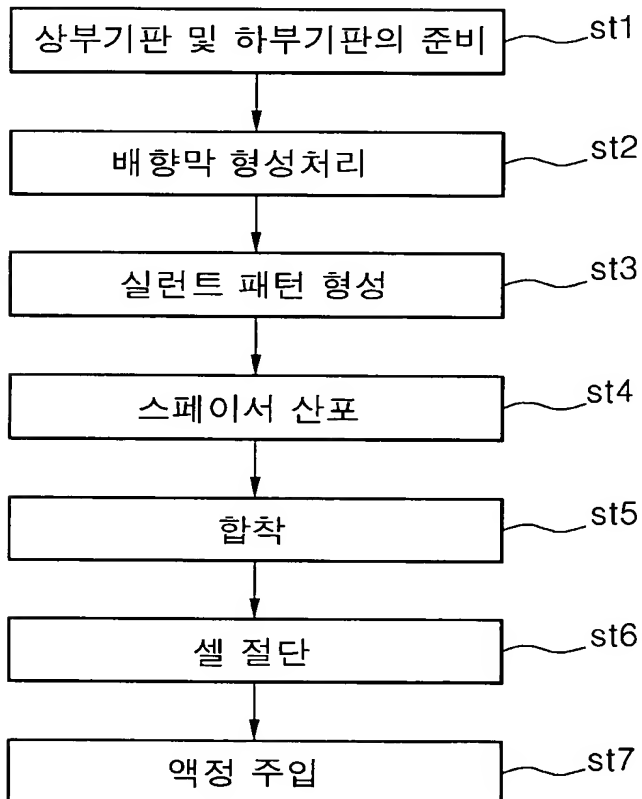 상부기판 및 하부기판의 준비 st1
배향막 형성처리 st2
실런트 패턴 형성 st3
스페이서 산포 st4
합착 st5
셀 절단 st6
액정 주입 st7